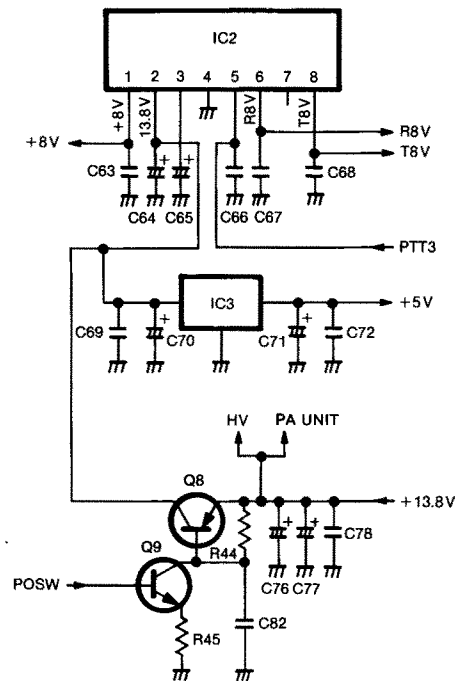 IC2
1 2 3 4 5 6 7 8
+8V 13.8V R8V T8V
+8V
R8V
T8V
C63
C64 C65 C66 C67
C68
+ +
PTT3
IC3
+5V
C69
+
C70
+
C71
C72
HV PA UNIT
Q8
+13.8V
R44
+ +
C76 C77
C78
Q9
POSW
R45
C82